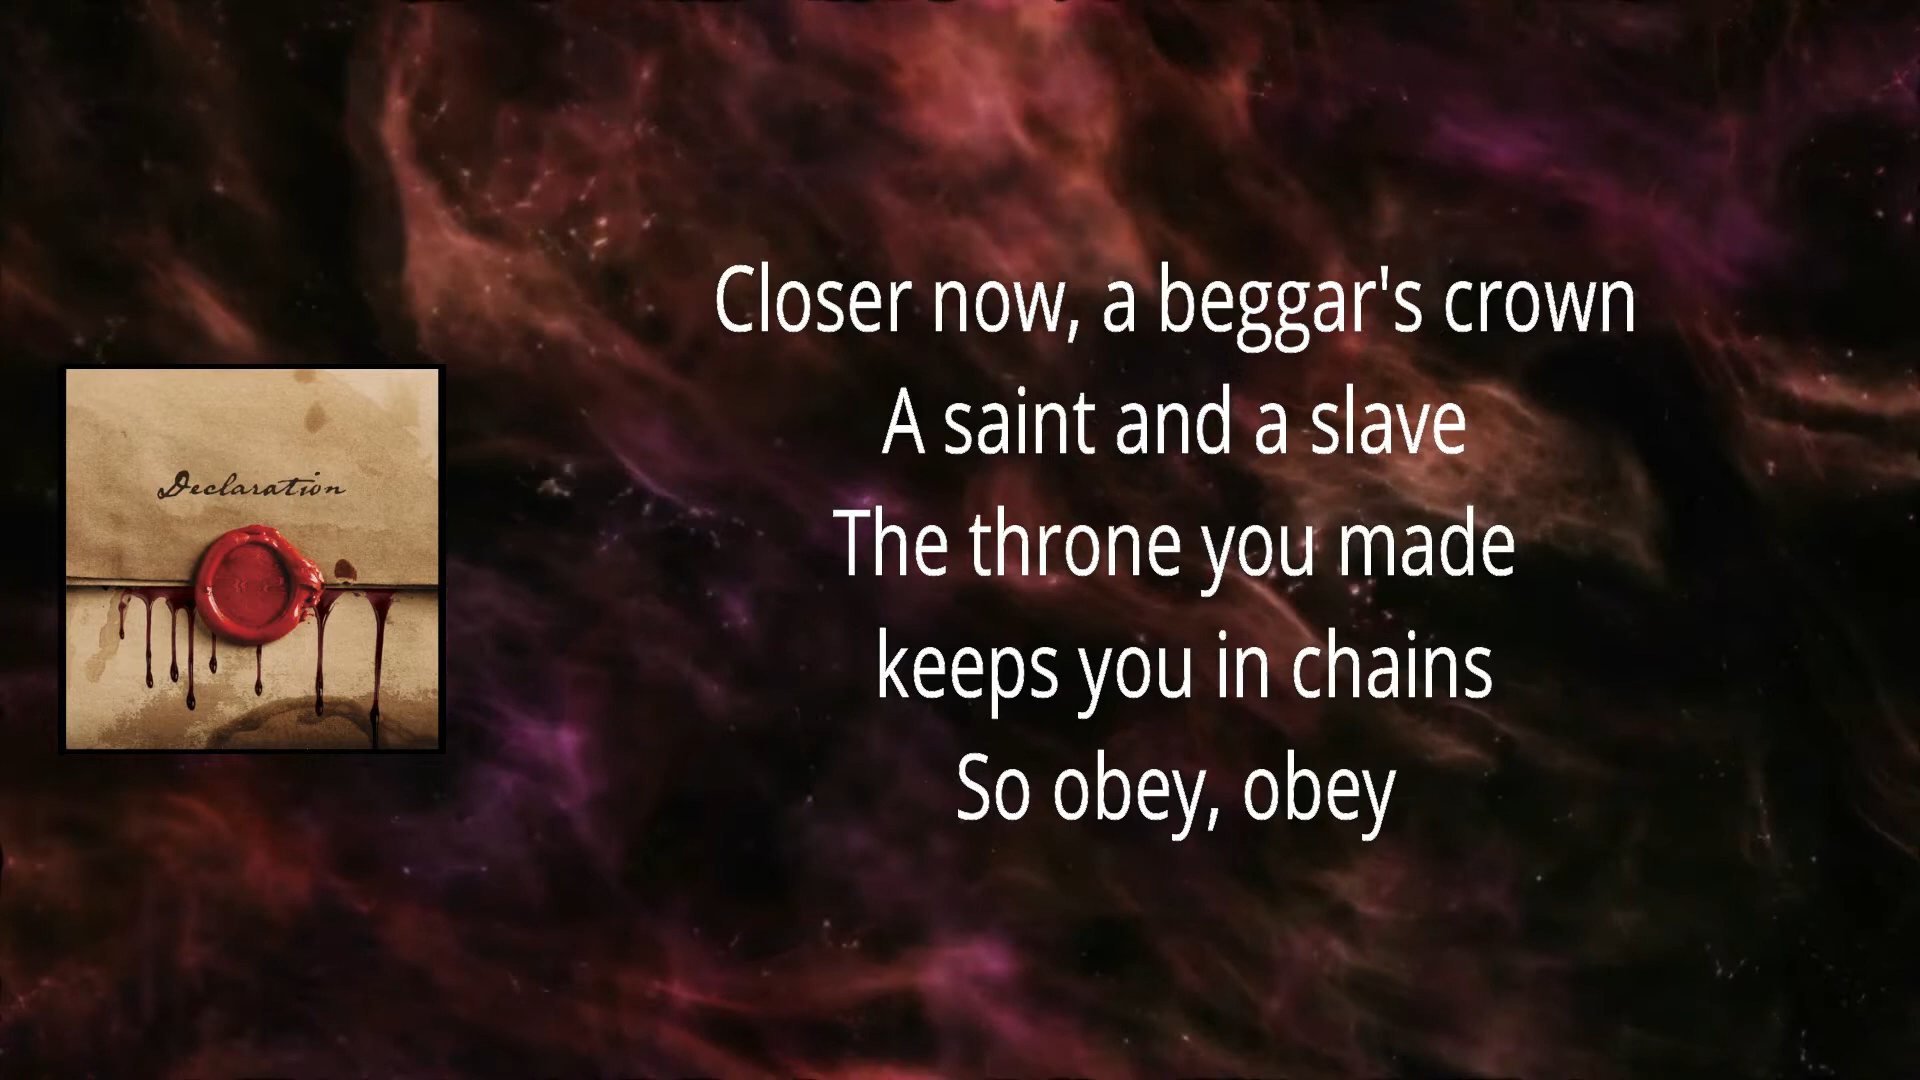 Declaration
Closer now, a beggar's crown
A saint and a slave
The throne you made
keeps you in chains
So obey, obey